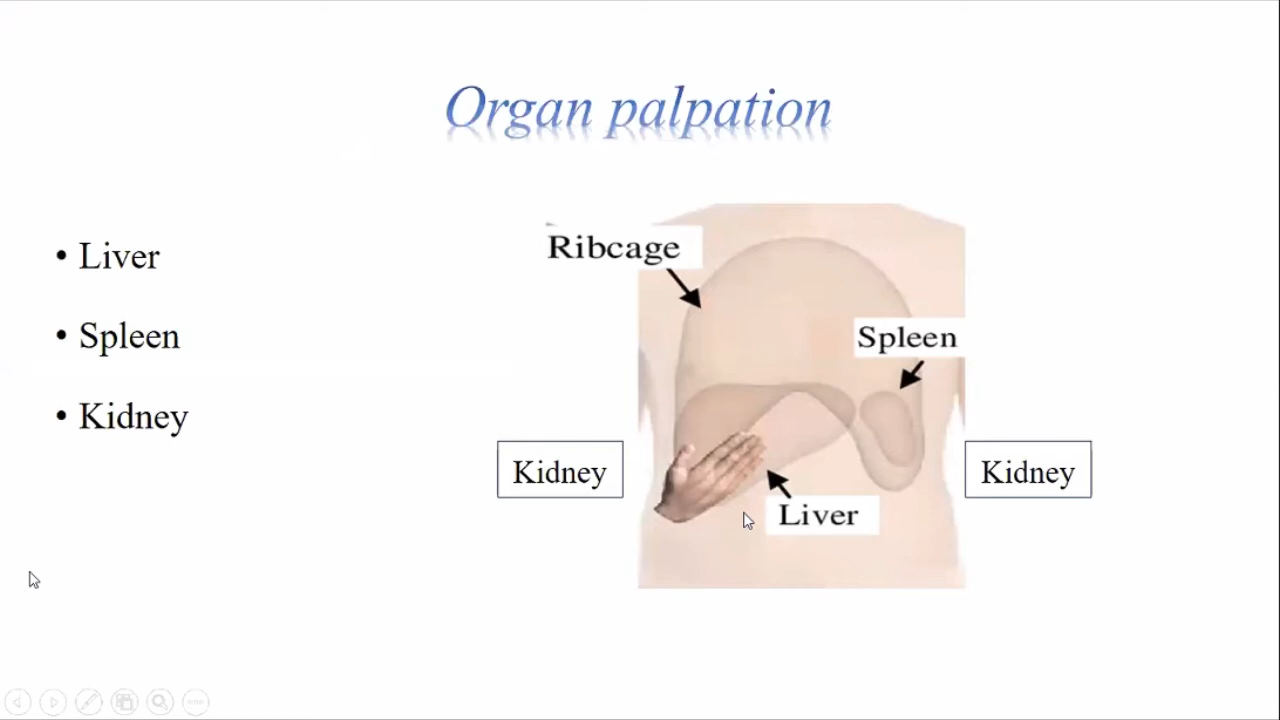 Organ palpation
• Liver
• Spleen
• Kidney
Ribcage
Spleen
Kidney
Kidney
Liver